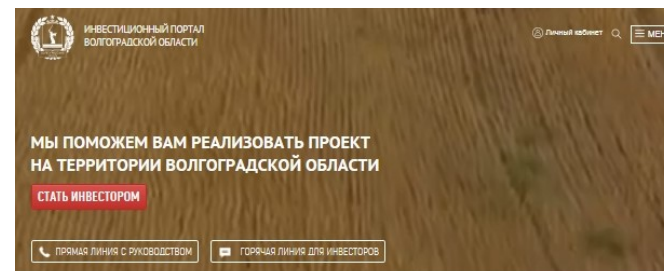 ИНВЕСТИЦИОННЫЙ ПОРТАЛ
ВОЛГОГРАДСКОЙ ОБЛАСТИ
Личный кабинет
МЕН
МЫ ПОМОЖЕМ ВАМ РЕАЛИЗОВАТЬ ПРОЕКТ
НА ТЕРРИТОРИИ ВОЛГОГРАДСКОЙ ОБЛАСТИ
СТАТЬ ИНВЕСТОРОМ
ПРЯМАЯ ЛИНИЯ С РУКОВОДСТВОМ
ГОРЯЧАЯ ЛИНИЯ ДЛЯ ИНВЕСТОРОВ